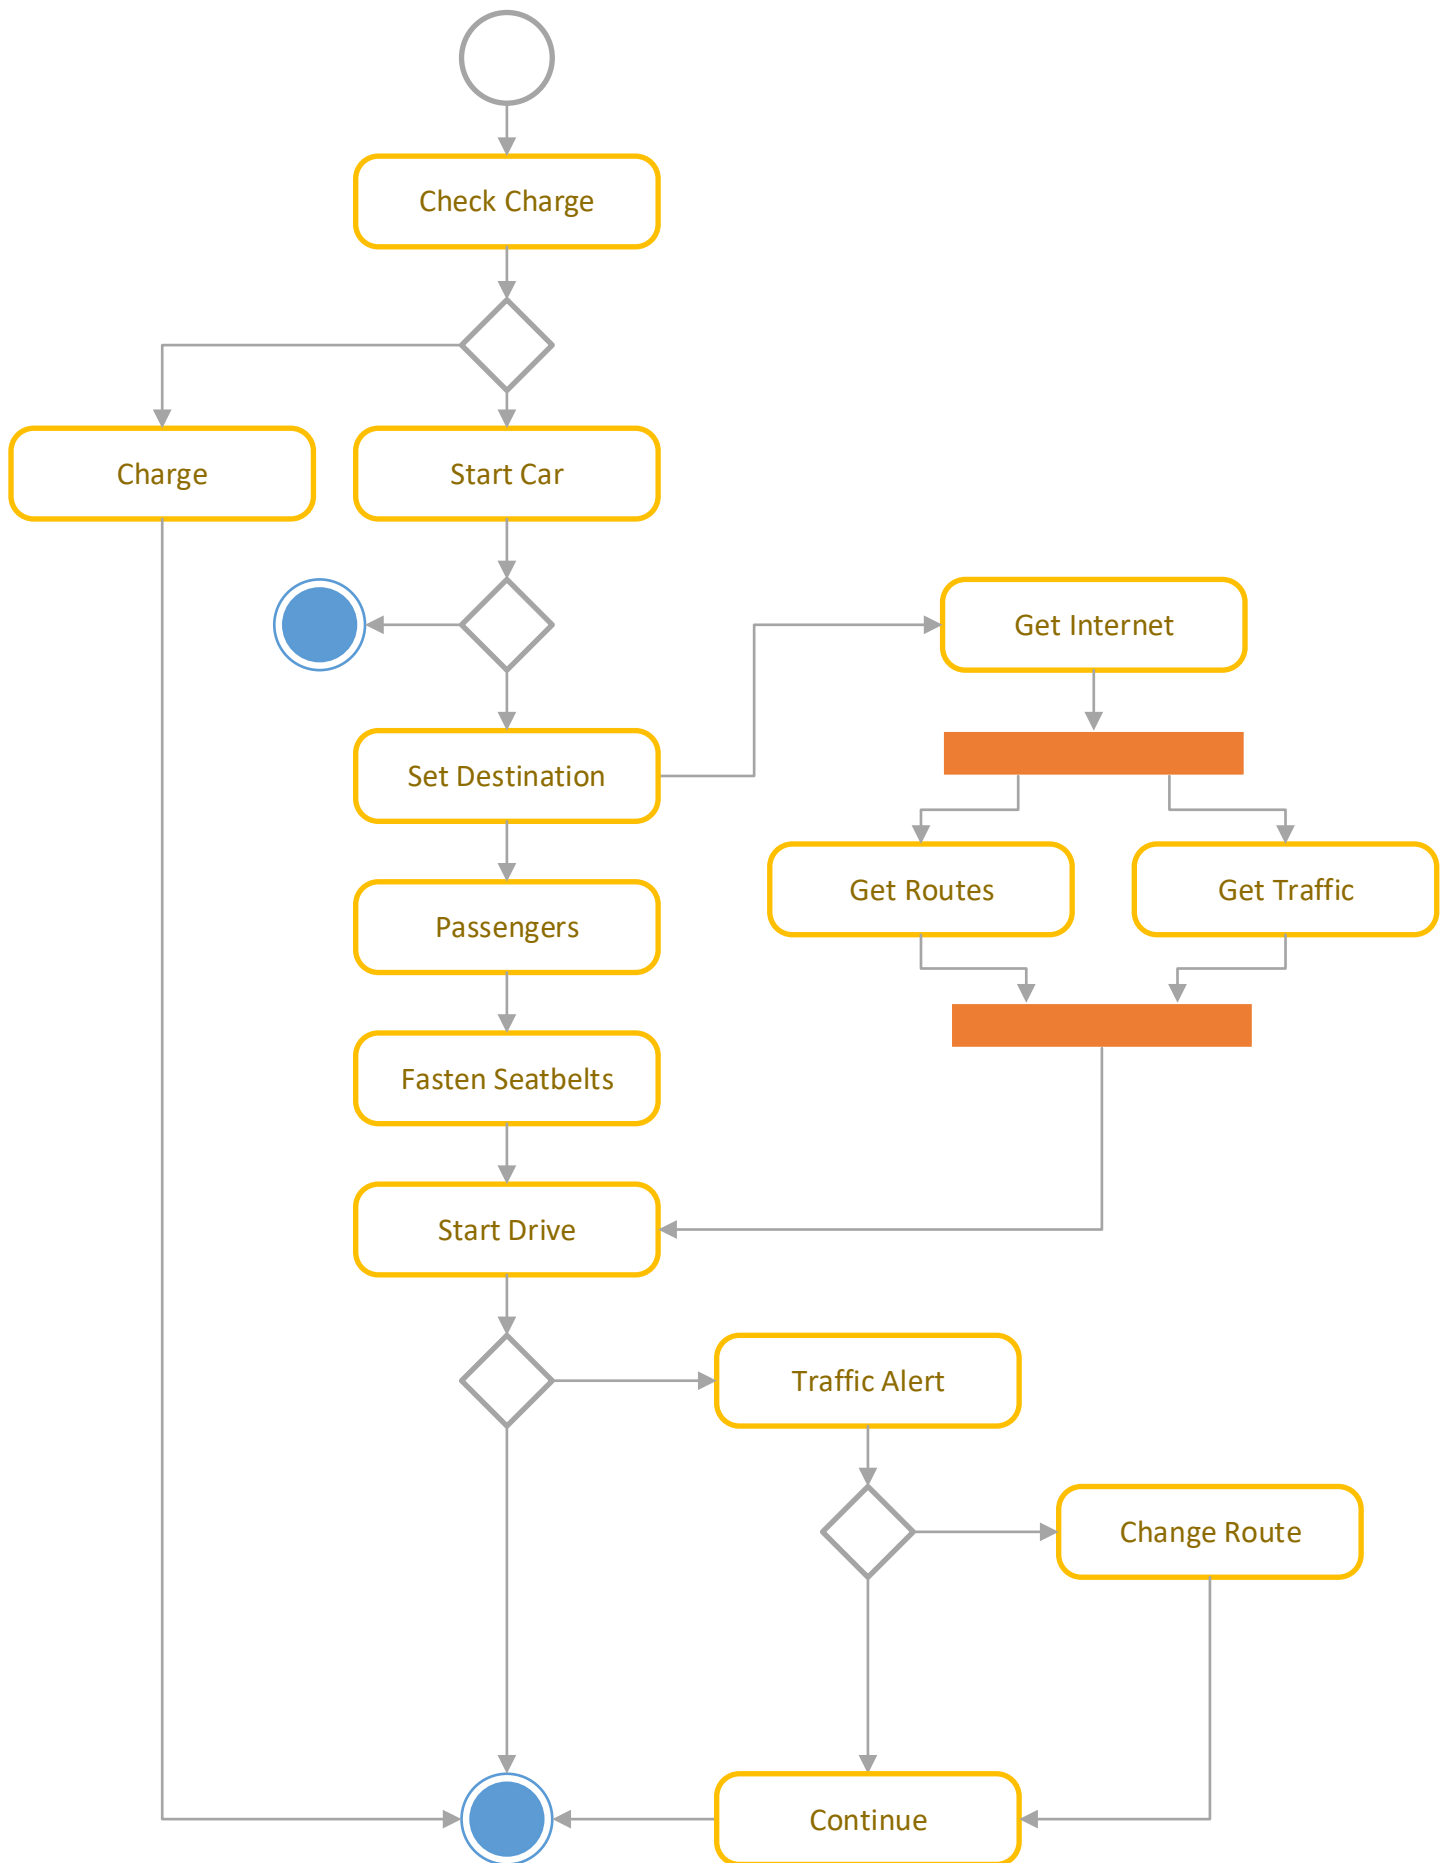 Check Charge
Charge
Start Car
Get Internet
Set Destination
Get Routes
Get Traffic
Passengers
Fasten Seatbelts
Start Drive
Traffic Alert
Change Route
Continue